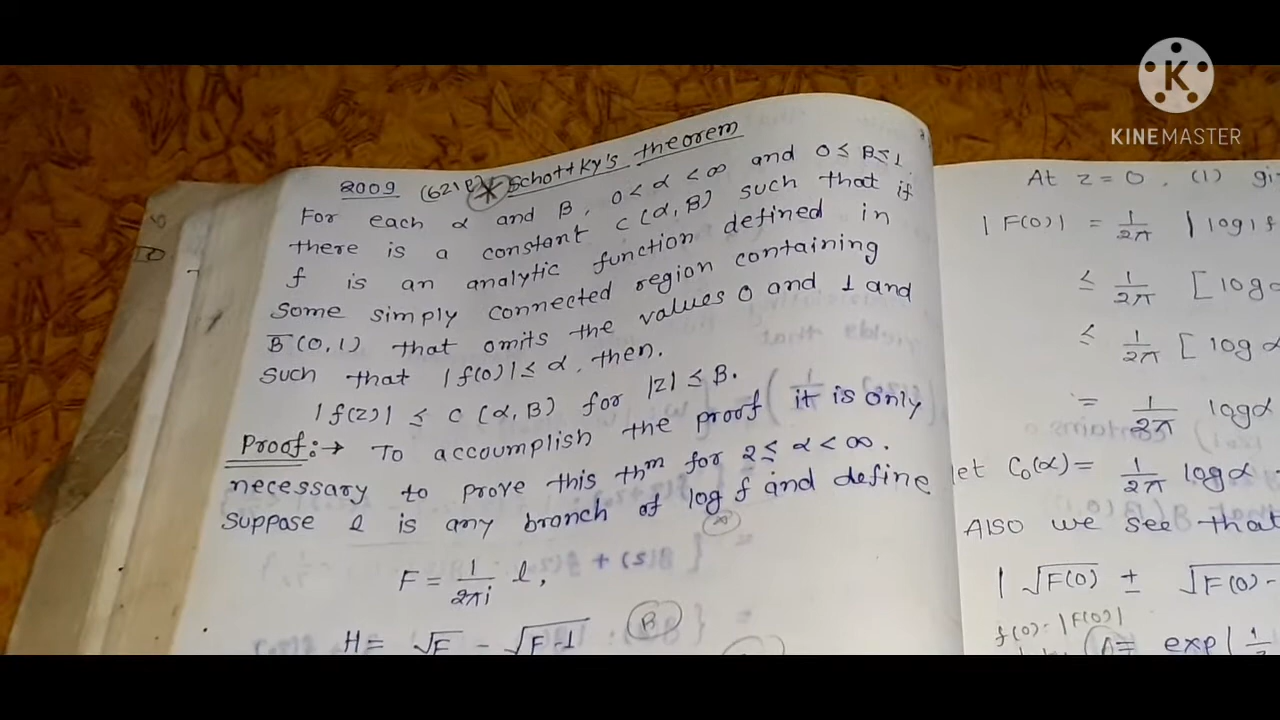 K
KINEMASTER
2009 Schottky's theorem
For each α and β, 0 < α < ∞ and 0 ≤ β ≤ 1
there is a constant c(α, β) such that if
f is an analytic function defined in
Some simply connected region containing
B̅(0,1) that omits the values 0 and 1 and
Such that |f(0)| ≤ α, then.
|f(z)| ≤ c(α, β) for |z| ≤ β.
Proof:→ To accoumplish the proof it is only
necessary to prove this thm for 2 ≤ α < ∞.
Suppose l is any branch of log f and define
F = 1/2πi l,
H = √F - √F-1 (B)
At z=0, (1)
|F(0)| = 1/2π | log
≤ 1/2π [log
≤ 1/2π [log α
= 1/2π log α
let C₀(α) = 1/2π log α
Also we see that
|√F(0) ± √F(0) -
f(0) - |F(0)|
exp(